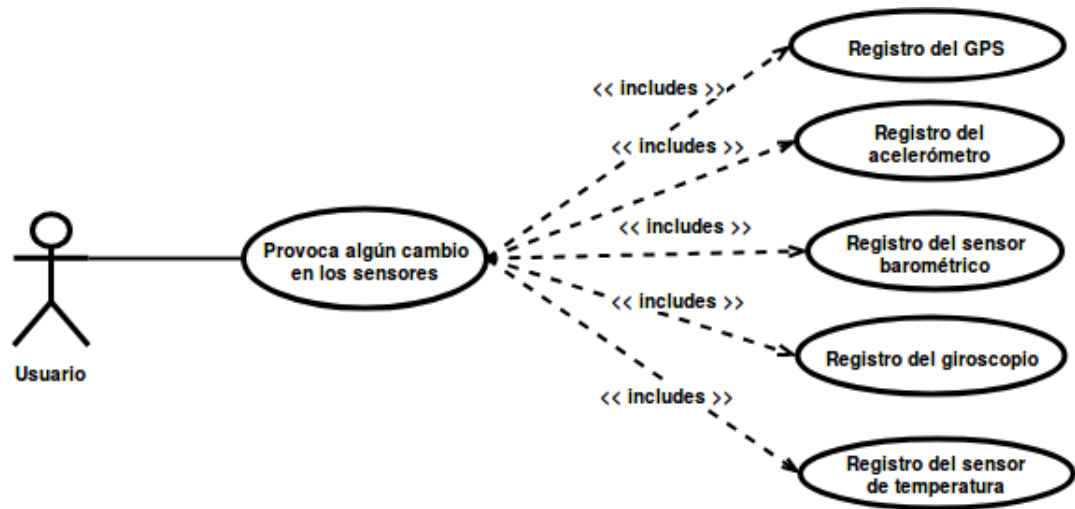 Registro del GPS
<< includes >>
Registro del
acelerómetro
<< includes >>
<< includes >>
Registro del sensor
barométrico
Provoca algún cambio
en los sensores
<< includes >>
Registro del giroscopio
Usuario
<< includes >>
Registro del sensor
de temperatura